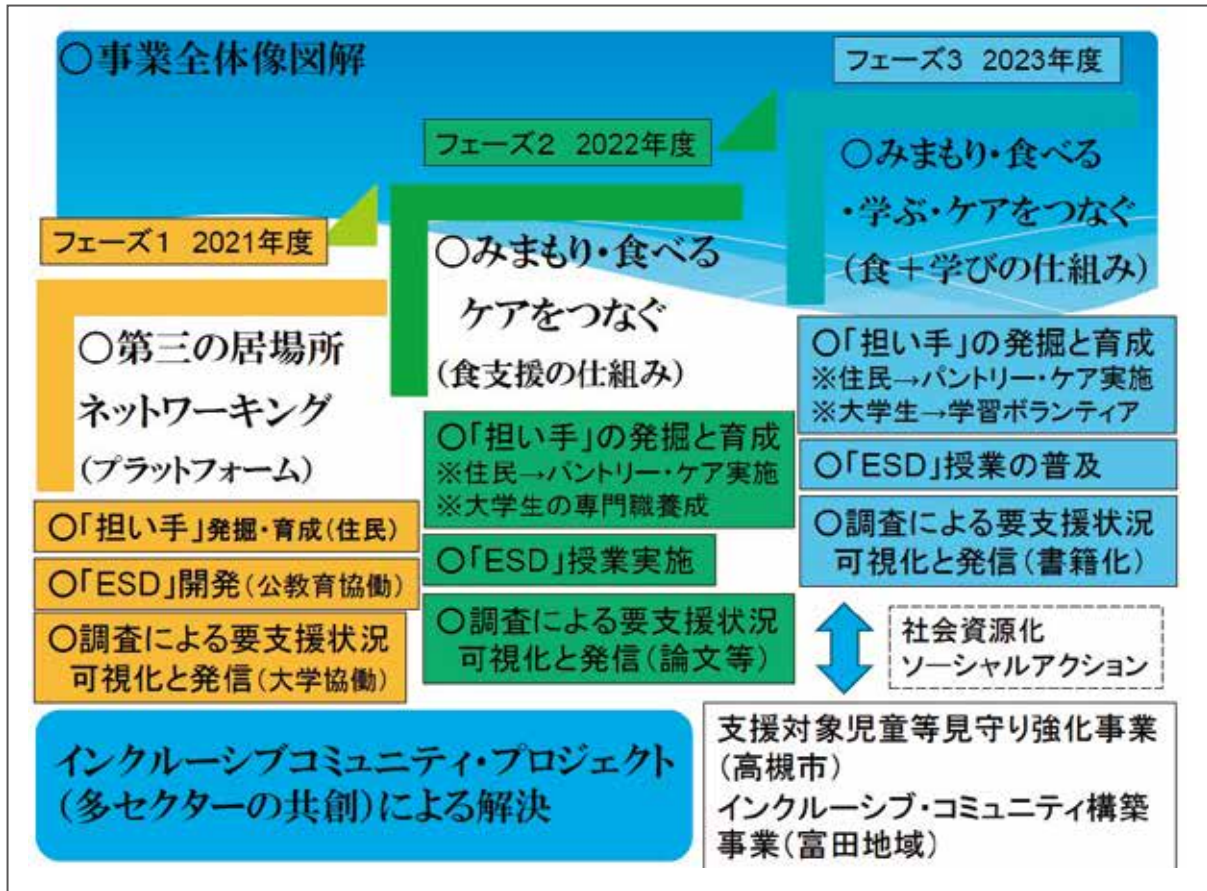 ○事業全体像図解
フェーズ1 2021年度
○第三の居場所
ネットワーキング
(プラットフォーム)
○「担い手」発掘・育成(住民)
○「ESD」開発(公教育協働)
○調査による要支援状況
可視化と発信(大学協働)
フェーズ2 2022年度
○みまもり・食べる
ケアをつなぐ
(食支援の仕組み)
○「担い手」の発掘と育成
※住民→パントリー・ケア実施
※大学生の専門職養成
○「ESD」授業実施
○調査による要支援状況
可視化と発信(論文等)
フェーズ3 2023年度
○みまもり・食べる
・学ぶ・ケアをつなぐ
(食+学びの仕組み)
○「担い手」の発掘と育成
※住民→パントリー・ケア実施
※大学生→学習ボランティア
○「ESD」授業の普及
○調査による要支援状況
可視化と発信(書籍化)
社会資源化
ソーシャルアクション
インクルーシブコミュニティ・プロジェクト
(多セクターの共創)による解決
支援対象児童等見守り強化事業
(高槻市)
インクルーシブ・コミュニティ構築
事業(富田地域)